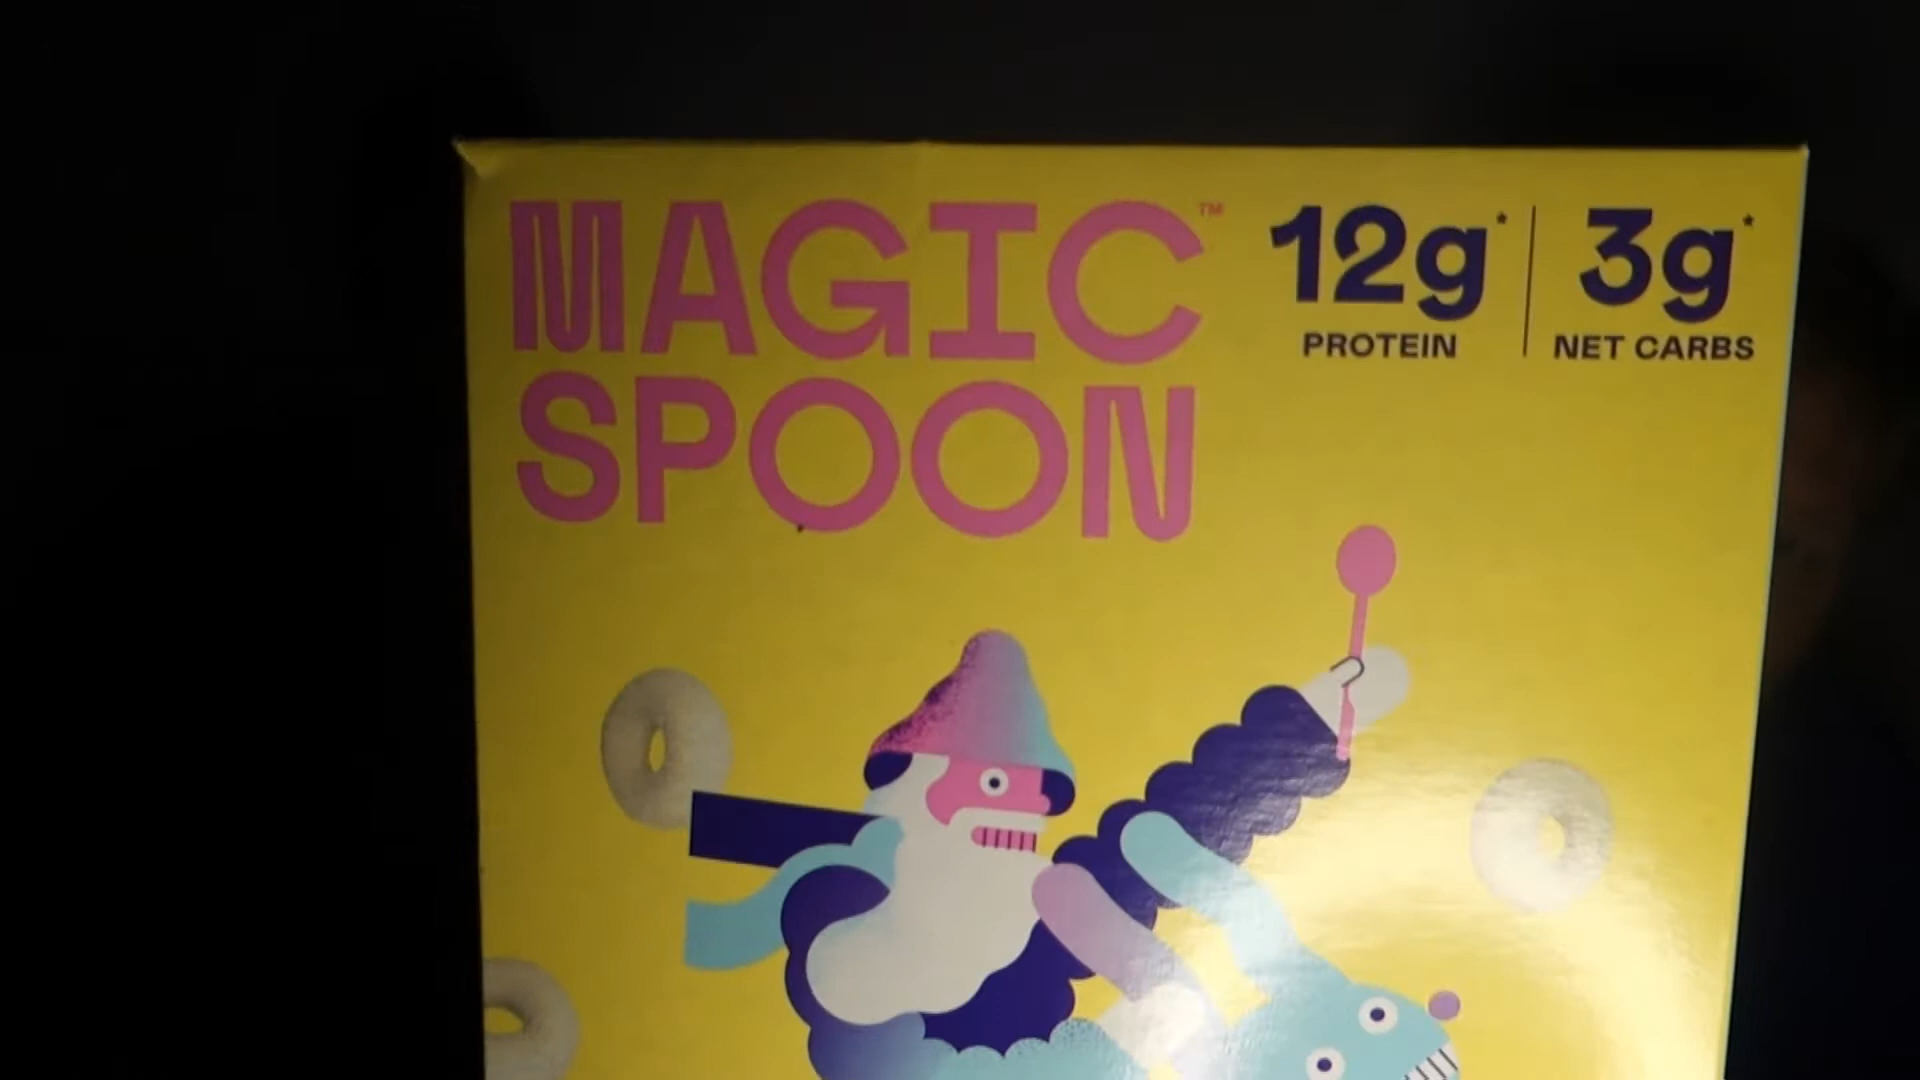 MAGIC™
SPOON
12g*
PROTEIN
3g*
NET CARBS